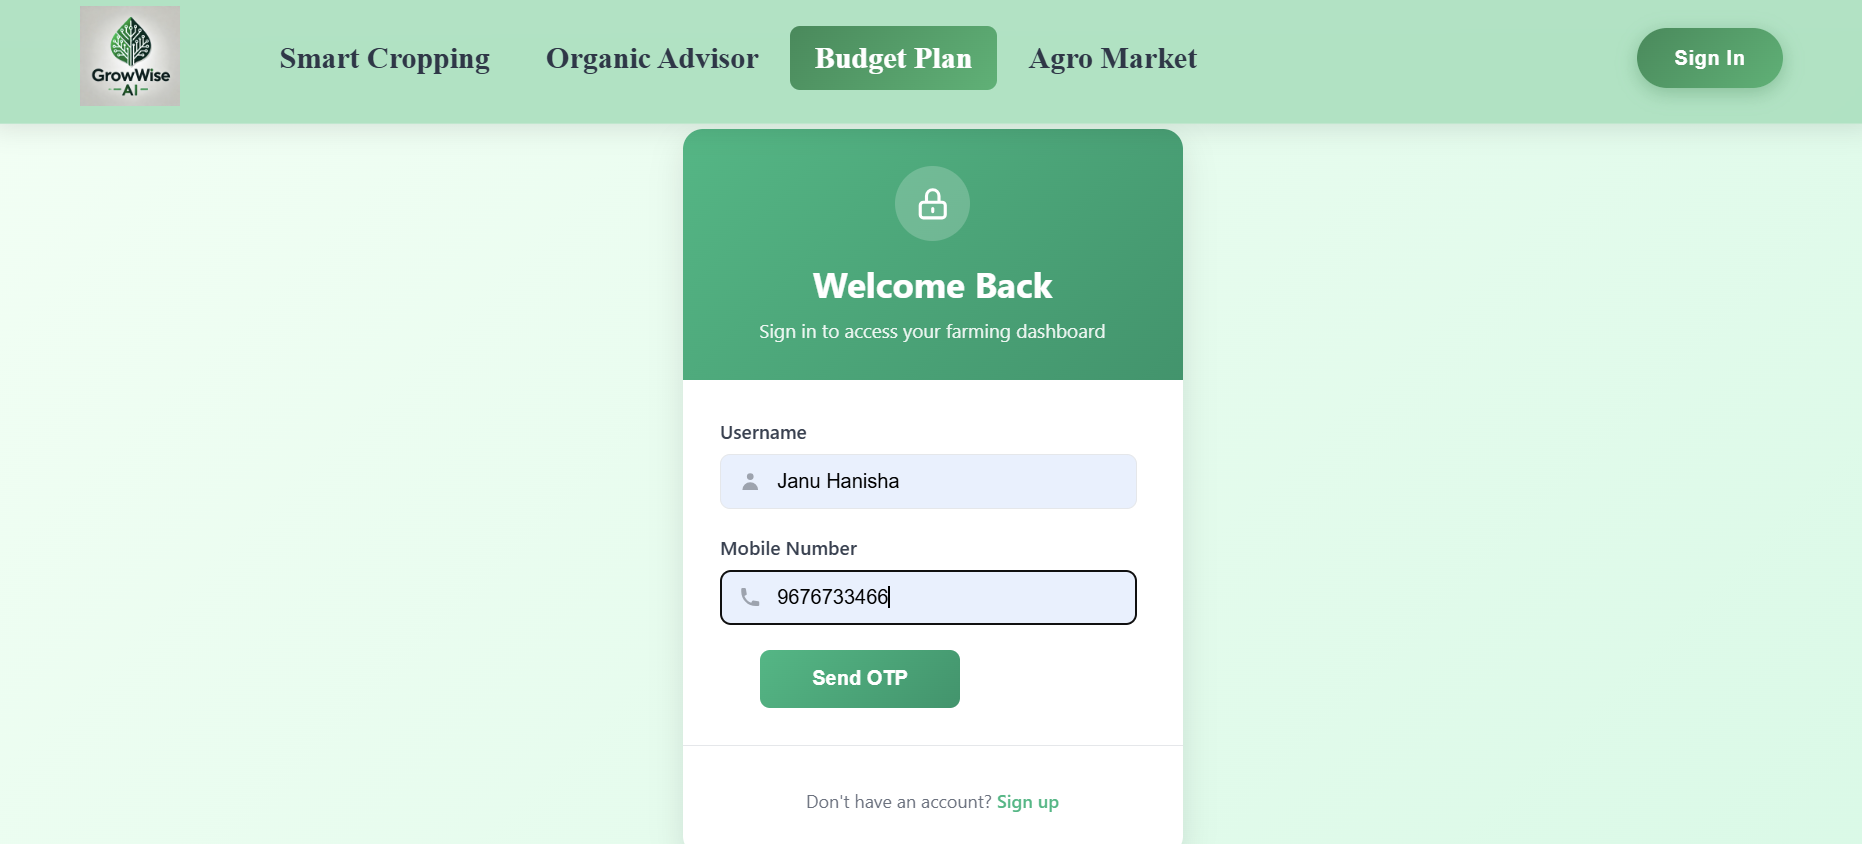 GrowWise
AI
Smart Cropping
Organic Advisor
Budget Plan
Agro Market
Sign In
Welcome Back
Sign in to access your farming dashboard
Username
Janu Hanisha
Mobile Number
9676733466
Send OTP
Don't have an account? Sign up